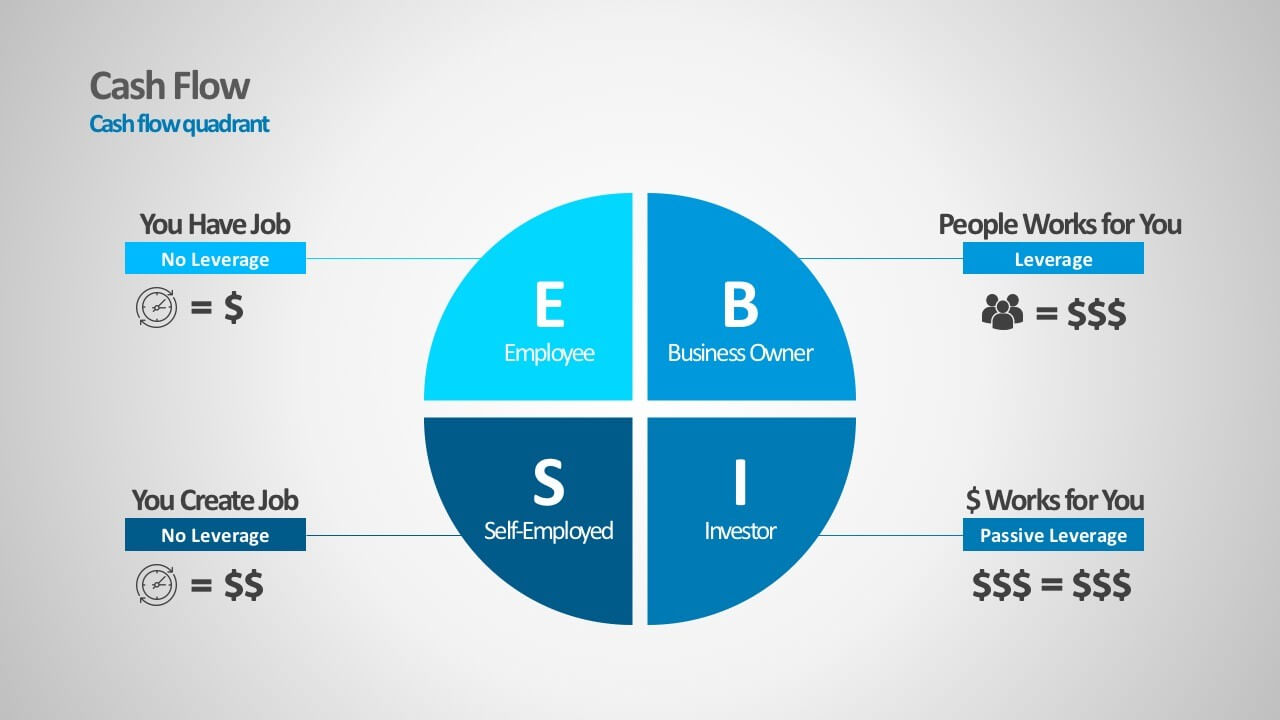 Cash Flow
Cash flow quadrant
You Have Job
No Leverage
= $
E
Employee
B
Business Owner
People Works for You
Leverage
= $$$
You Create Job
No Leverage
= $$
S
Self-Employed
I
Investor
$ Works for You
Passive Leverage
$$$ = $$$